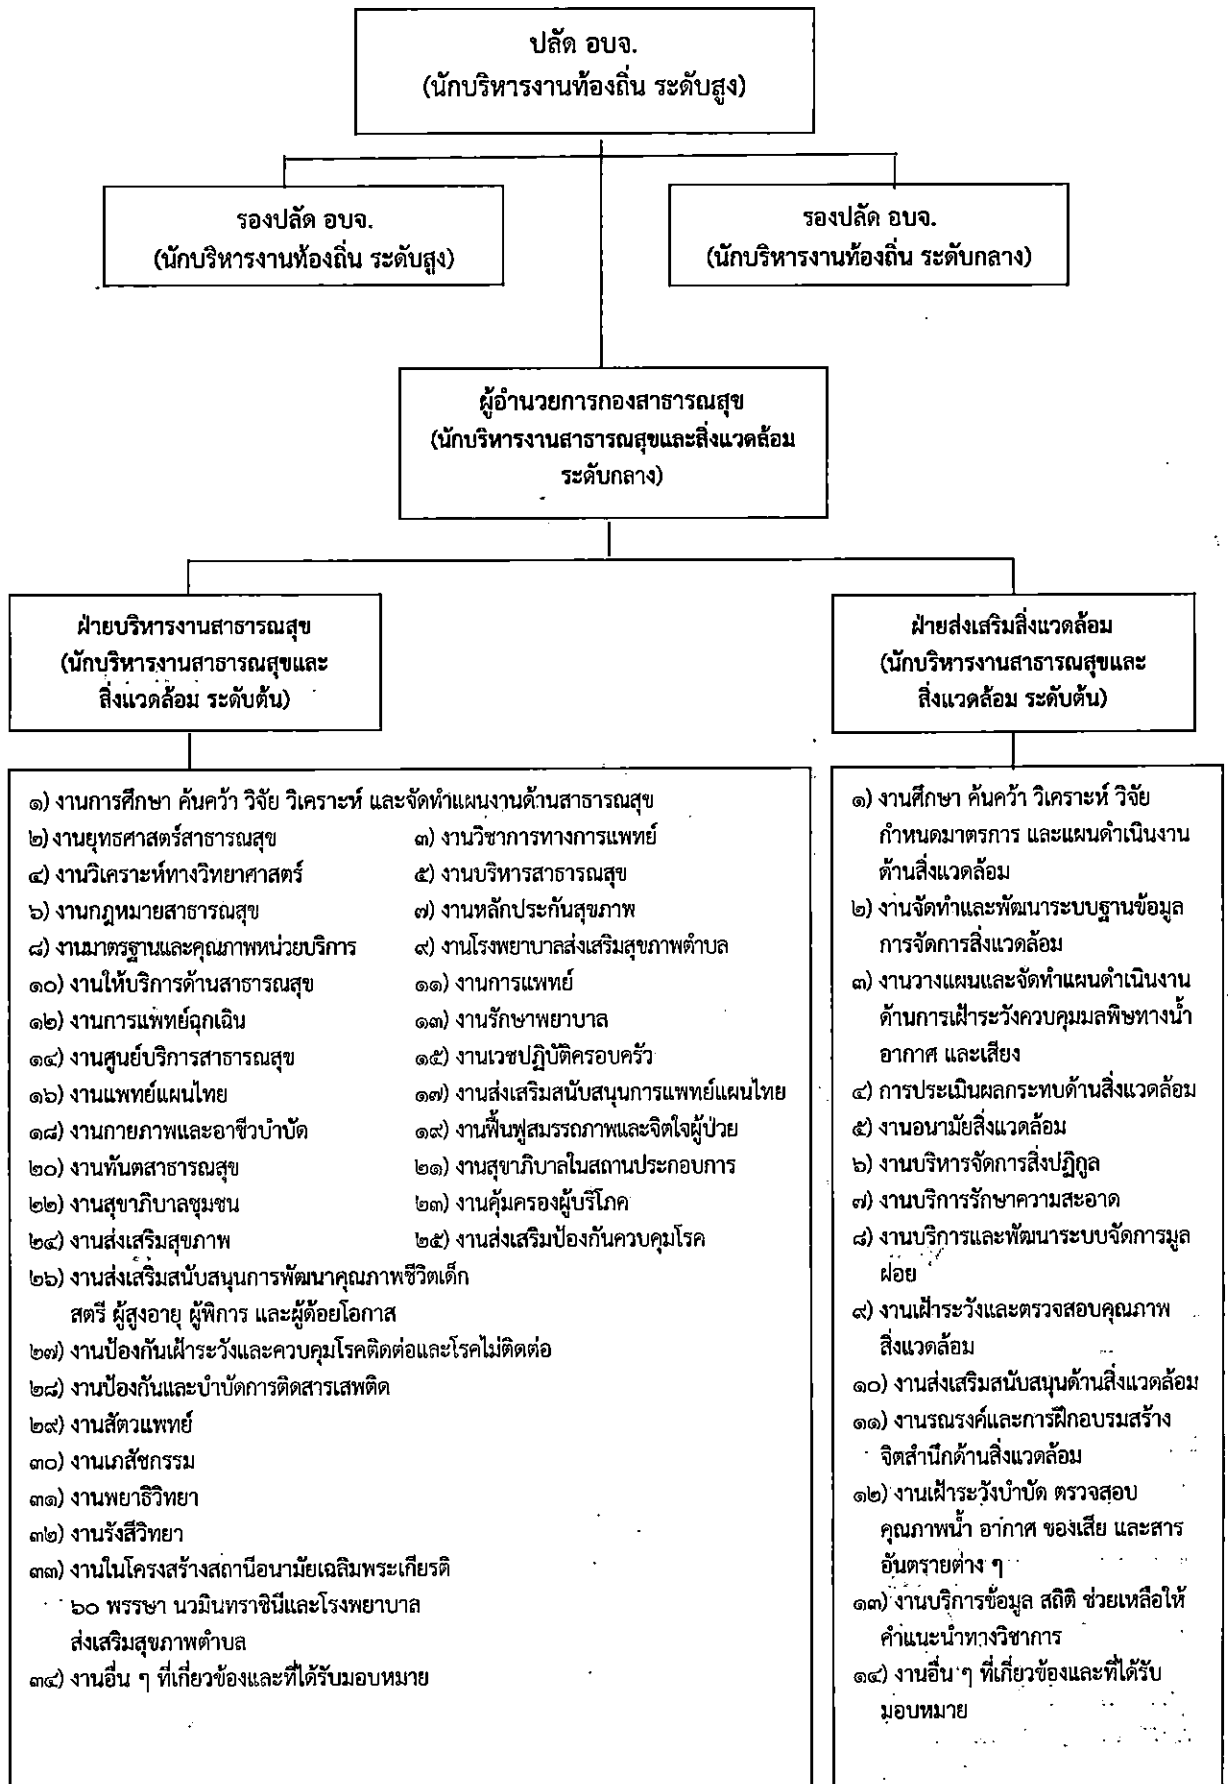 ปลัด อบจ.
(นักบริหารงานท้องถิ่น ระดับสูง)
รองปลัด อบจ.
(นักบริหารงานท้องถิ่น ระดับสูง)
รองปลัด อบจ.
(นักบริหารงานท้องถิ่น ระดับกลาง)
ผู้อำนวยการกองสาธารณสุข
(นักบริหารงานสาธารณสุขและสิ่งแวดล้อม
ระดับกลาง)
ฝ่ายบริหารงานสาธารณสุข
(นักบริหารงานสาธารณสุขและ
สิ่งแวดล้อม ระดับต้น)
๑) งานการศึกษา ค้นคว้า วิจัย วิเคราะห์ และจัดทำแผนงานด้านสาธารณสุข
๒) งานยุทธศาสตร์สาธารณสุข ๓) งานวิชาการทางการแพทย์
๔) งานวิเคราะห์ทางวิทยาศาสตร์ ๕) งานบริหารสาธารณสุข
๖) งานกฎหมายสาธารณสุข ๗) งานหลักประกันสุขภาพ
๘) งานมาตรฐานและคุณภาพหน่วยบริการ ๙) งานโรงพยาบาลส่งเสริมสุขภาพตำบล
๑๐) งานให้บริการด้านสาธารณสุข ๑๑) งานการแพทย์
๑๒) งานการแพทย์ฉุกเฉิน ๑๓) งานรักษาพยาบาล
๑๔) งานศูนย์บริการสาธารณสุข ๑๕) งานเวชปฏิบัติครอบครัว
๑๖) งานแพทย์แผนไทย ๑๗) งานส่งเสริมสนับสนุนการแพทย์แผนไทย
๑๘) งานกายภาพและอาชีวบำบัด ๑๙) งานฟื้นฟูสมรรถภาพและจิตใจผู้ป่วย
๒๐) งานทันตสาธารณสุข ๒๑) งานสุขาภิบาลในสถานประกอบการ
๒๒) งานสุขาภิบาลชุมชน ๒๓) งานคุ้มครองผู้บริโภค
๒๔) งานส่งเสริมสุขภาพ ๒๕) งานส่งเสริมป้องกันควบคุมโรค
๒๖) งานส่งเสริมสนับสนุนการพัฒนาคุณภาพชีวิตเด็ก
สตรี ผู้สูงอายุ ผู้พิการ และผู้ด้อยโอกาส
๒๗) งานป้องกันเฝ้าระวังและควบคุมโรคติดต่อและโรคไม่ติดต่อ
๒๘) งานป้องกันและบำบัดการติดสารเสพติด
๒๙) งานสัตวแพทย์
๓๐) งานเภสัชกรรม
๓๑) งานพยาธิวิทยา
๓๒) งานรังสีวิทยา
๓๓) งานในโครงสร้างสถานีอนามัยเฉลิมพระเกียรติ
๖๐ พรรษา นวมินทราชินีและโรงพยาบาล
ส่งเสริมสุขภาพตำบล
๓๔) งานอื่น ๆ ที่เกี่ยวข้องและที่ได้รับมอบหมาย
ฝ่ายส่งเสริมสิ่งแวดล้อม
(นักบริหารงานสาธารณสุขและ
สิ่งแวดล้อม ระดับต้น)
๑) งานศึกษา ค้นคว้า วิเคราะห์ วิจัย
กำหนดมาตรการ และแผนดำเนินงาน
ด้านสิ่งแวดล้อม
๒) งานจัดทำและพัฒนาระบบฐานข้อมูล
การจัดการสิ่งแวดล้อม
๓) งานวางแผนและจัดทำแผนดำเนินงาน
ด้านการเฝ้าระวังควบคุมมลพิษทางน้ำ
อากาศ และเสียง
๔) การประเมินผลกระทบด้านสิ่งแวดล้อม
๕) งานอนามัยสิ่งแวดล้อม
๖) งานบริหารจัดการสิ่งปฏิกูล
๗) งานบริการรักษาความสะอาด
๘) งานบริการและพัฒนาระบบจัดการมูล
ฝอย
๙) งานเฝ้าระวังและตรวจสอบคุณภาพ
สิ่งแวดล้อม
๑๐) งานส่งเสริมสนับสนุนด้านสิ่งแวดล้อม
๑๑) งานรณรงค์และการฝึกอบรมสร้าง
จิตสำนึกด้านสิ่งแวดล้อม
๑๒) งานเฝ้าระวังบำบัด ตรวจสอบ
คุณภาพน้ำ อากาศ ของเสีย และสาร
อันตรายต่าง ๆ
๑๓) งานบริการข้อมูล สถิติ ช่วยเหลือให้
คำแนะนำทางวิชาการ
๑๔) งานอื่น ๆ ที่เกี่ยวข้องและที่ได้รับ
มอบหมาย